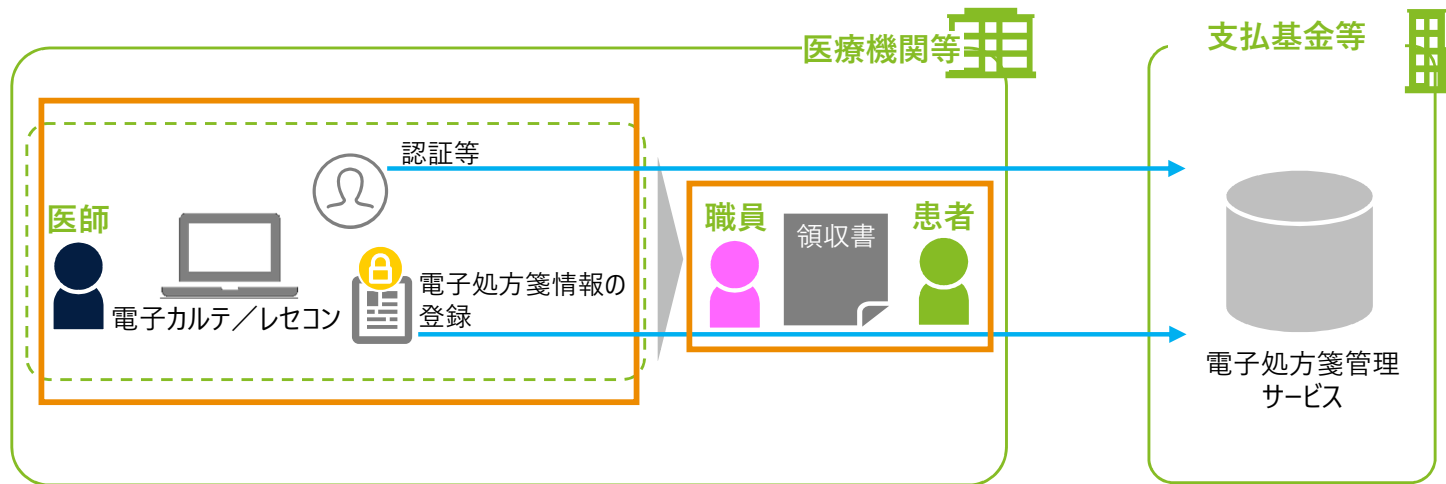 医療機関等
支払基金等
認証等
医師
電子カルテ／レセコン
電子処方箋情報の
登録
職員
領収書
患者
電子処方箋管理
サービス